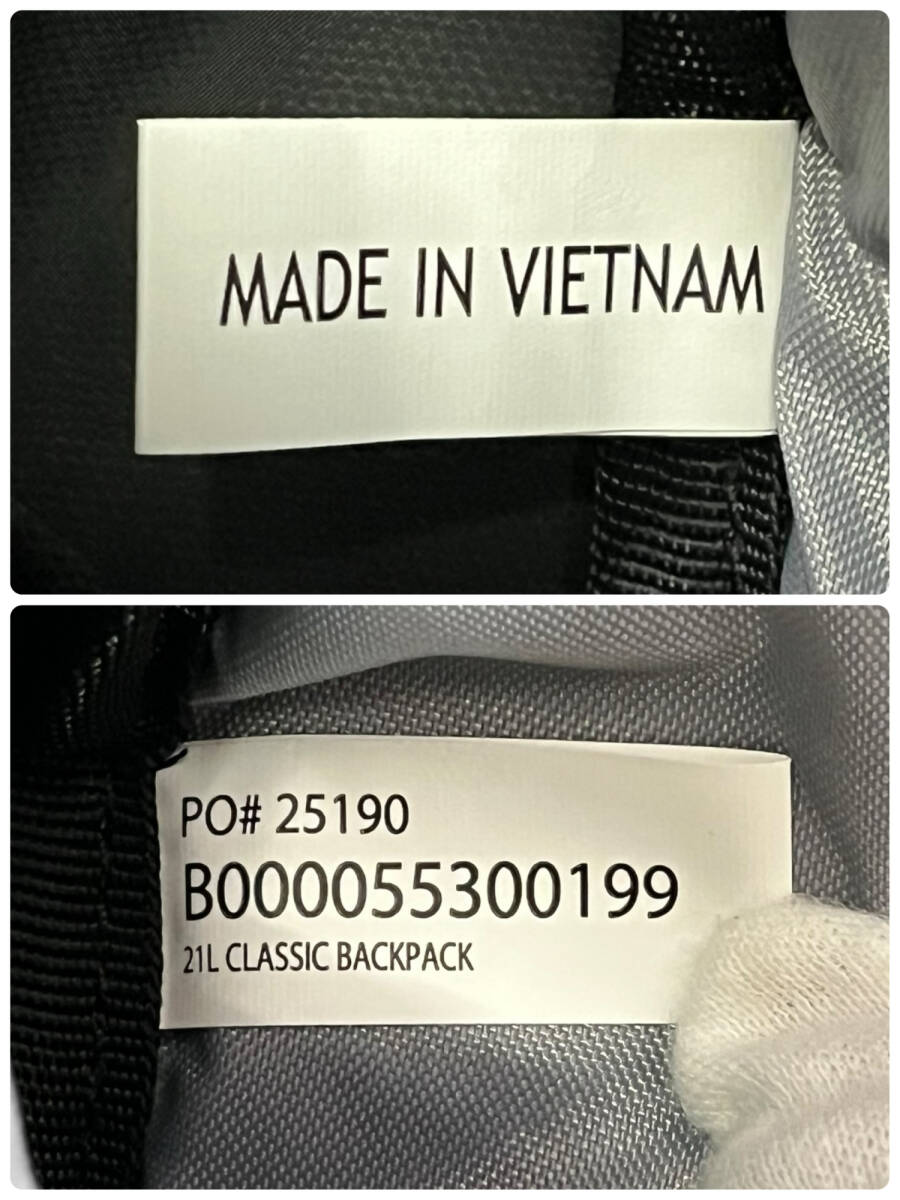 MADE IN VIETNAM
PO# 25190
B000055300199
21L CLASSIC BACKPACK